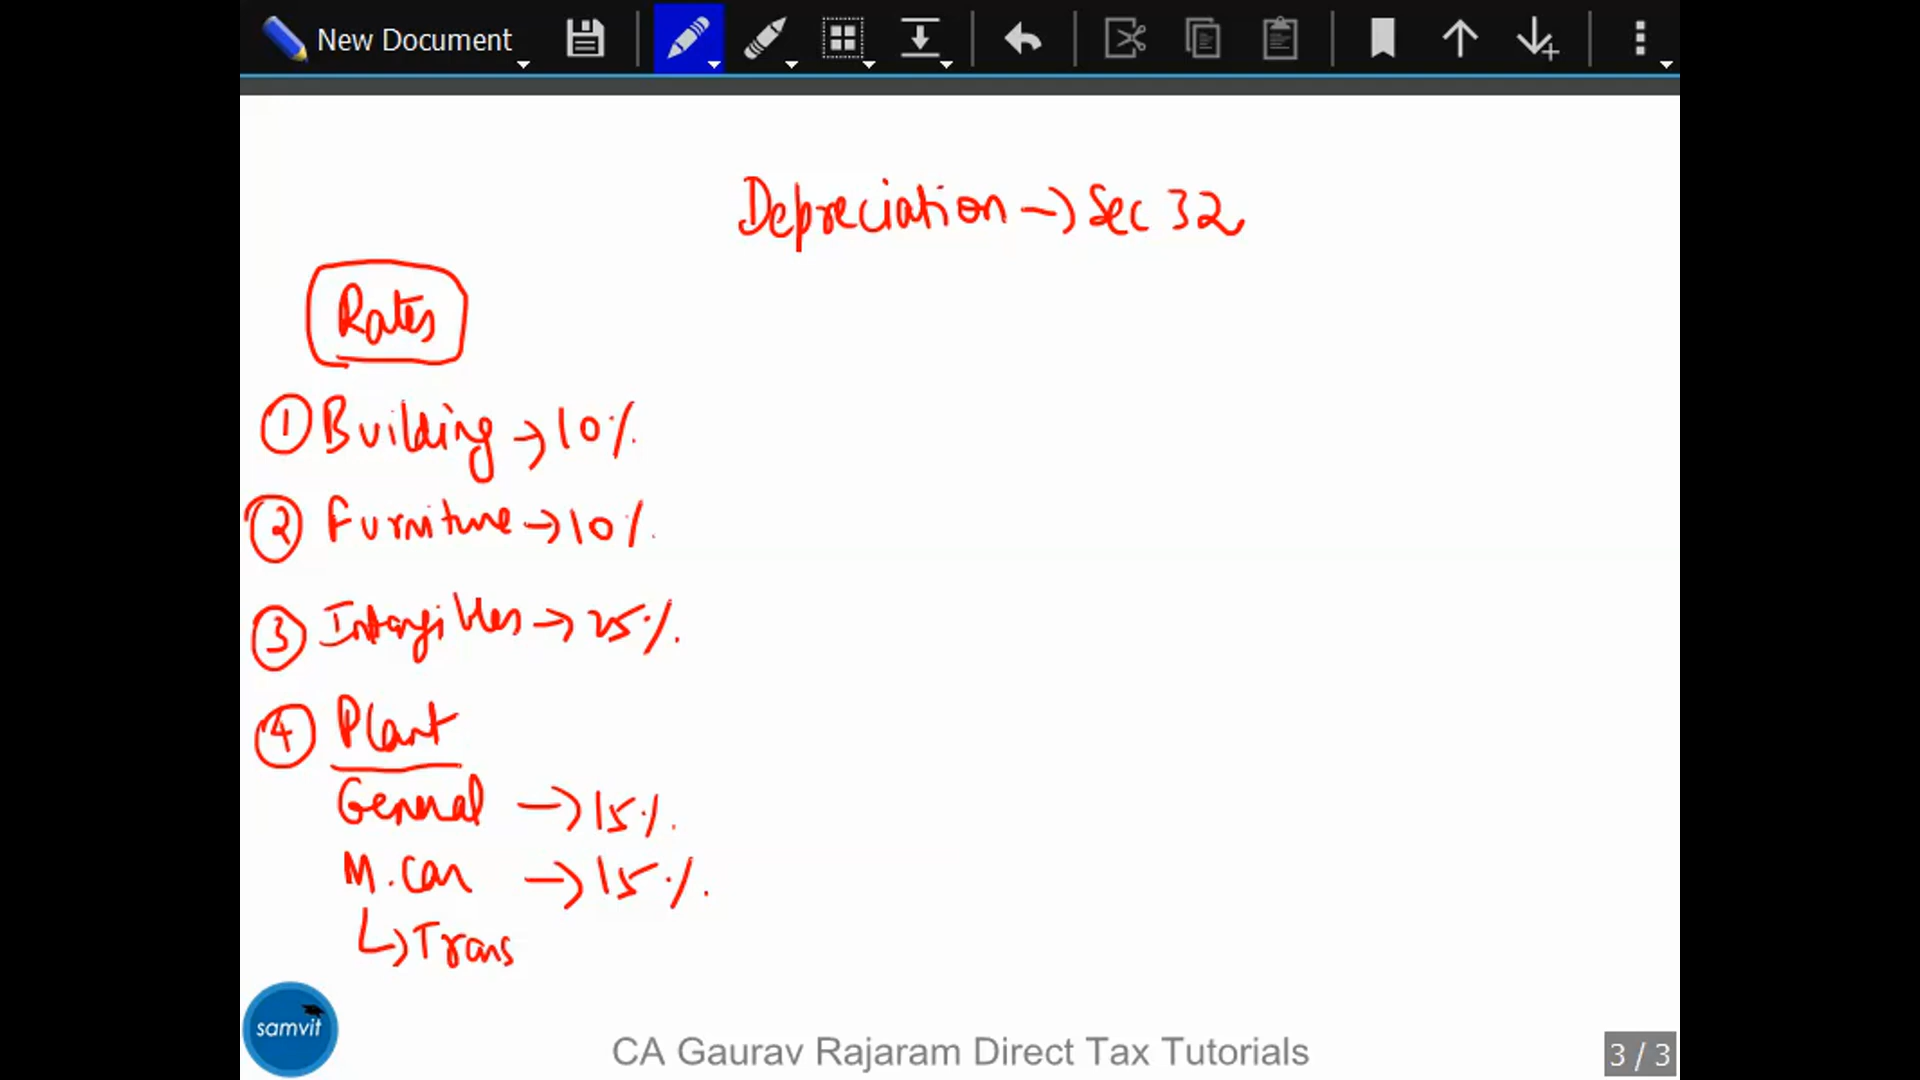 New Document
Depreciation → Sec 32
Rates
① Building → 10%
② Furniture → 10%
③ Intangibles → 25%
④ Plant
General → 15%
M. Car → 15%
↳ Trans
samvit
CA Gaurav Rajaram Direct Tax Tutorials
3 / 3